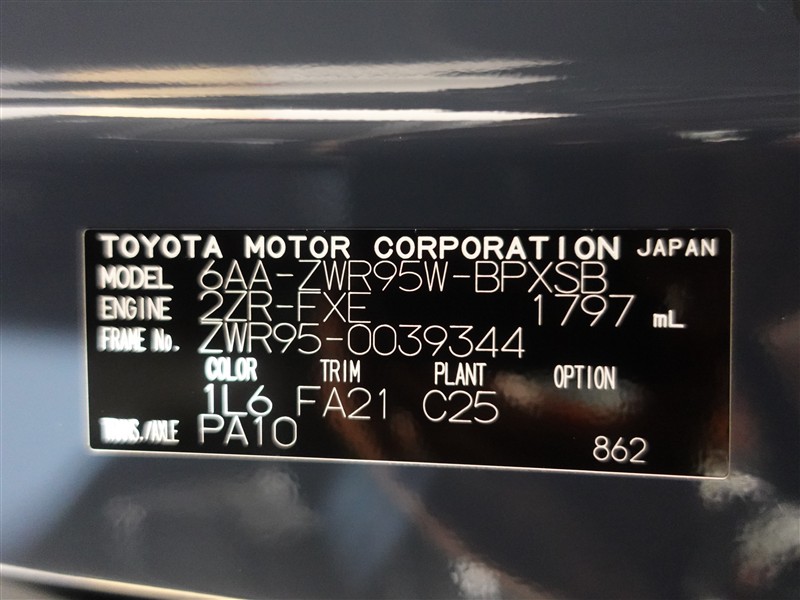 TOYOTA MOTOR CORPORATION JAPAN
MODEL 6AA-ZWR95W-BPXSB
ENGINE 2ZR-FXE 1797 mL
FRAME No. ZWR95-0039344
COLOR TRIM PLANT OPTION
1L6 FA21 C25
TRANS./AXLE PA10
862